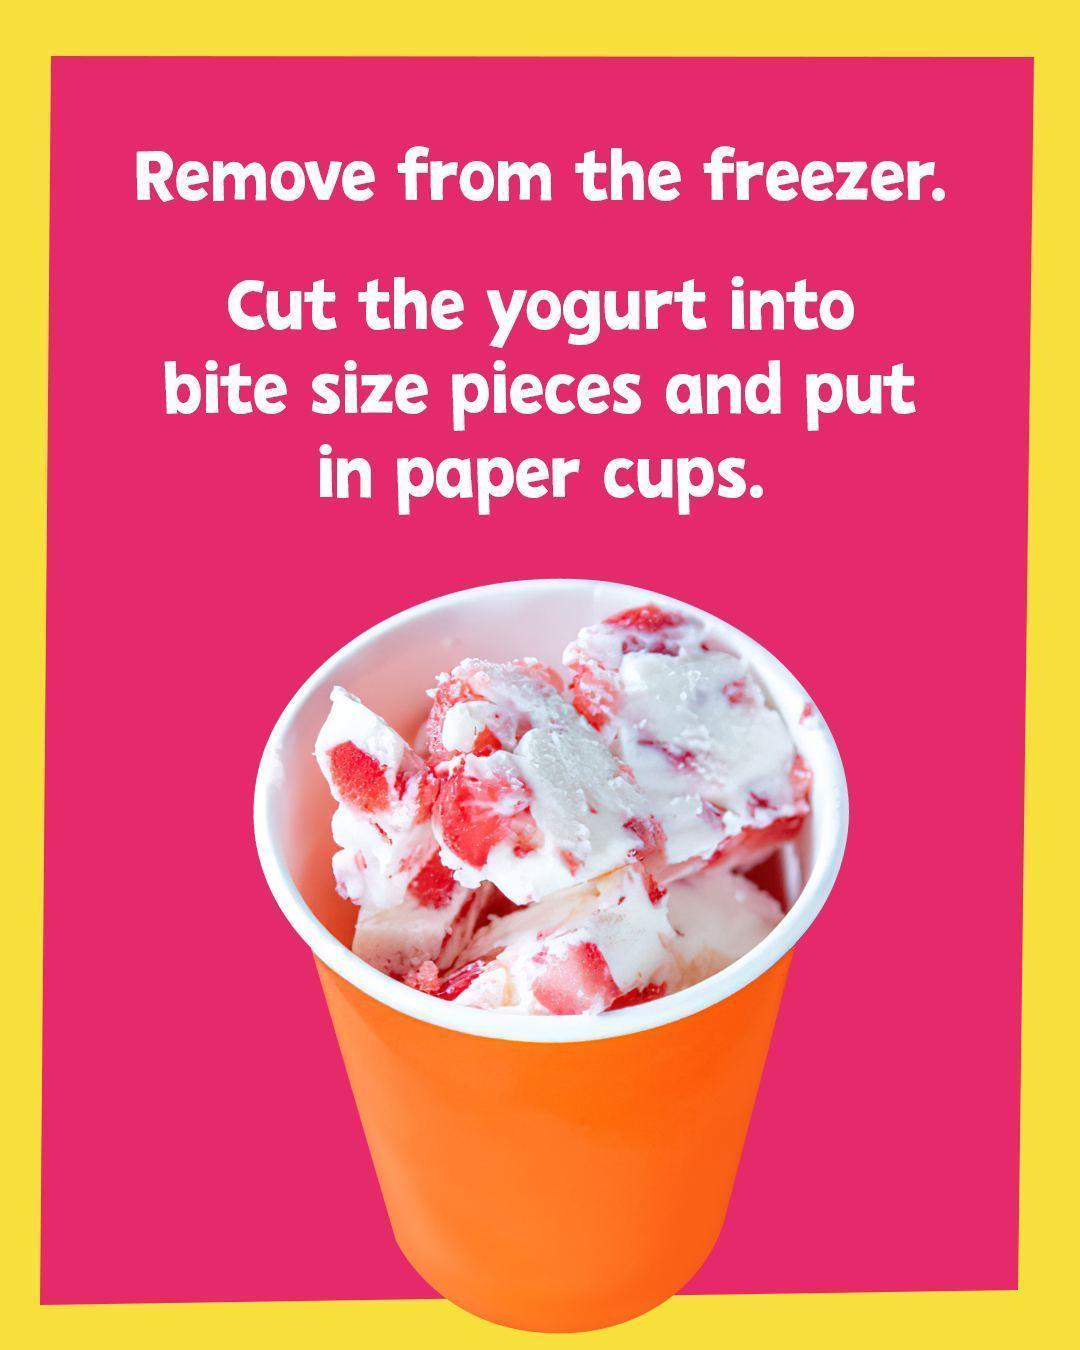 Remove from the freezer.
Cut the yogurt into
bite size pieces and put
in paper cups.